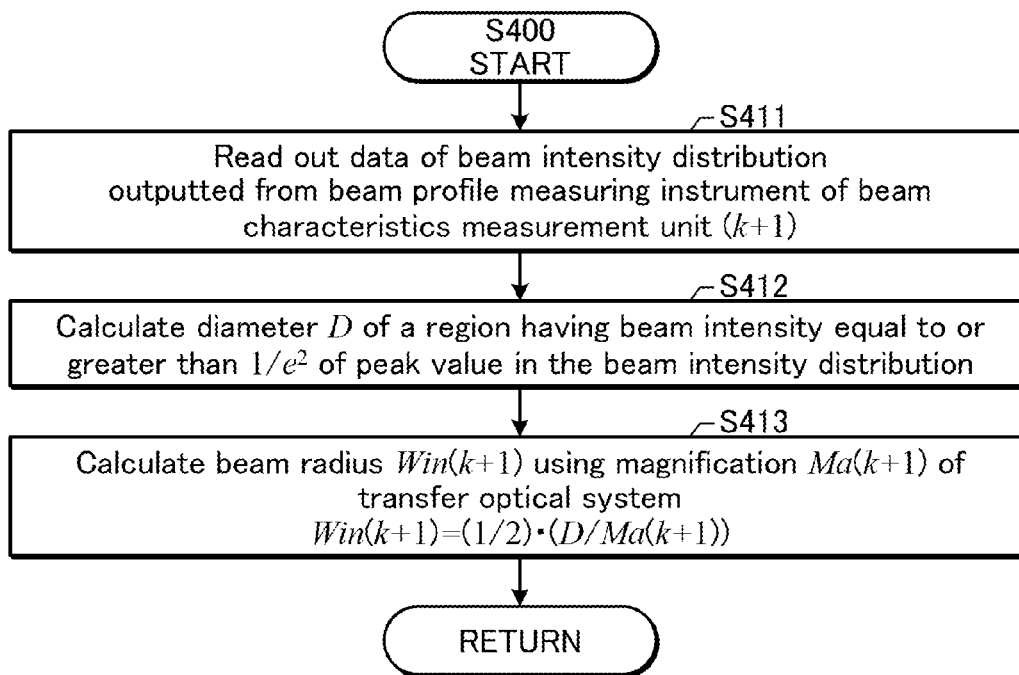 S400
START
S411
Read out data of beam intensity distribution
outputted from beam profile measuring instrument of beam
characteristics measurement unit (k+1)
S412
Calculate diameter D of a region having beam intensity equal to or
greater than 1/e² of peak value in the beam intensity distribution
S413
Calculate beam radius Win(k+1) using magnification Ma(k+1) of
transfer optical system
Win(k+1)=(1/2)·(D/Ma(k+1))
RETURN